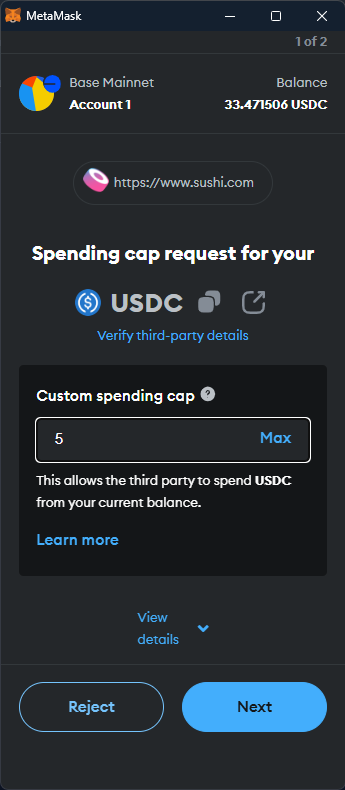 MetaMask
1 of 2
Base Mainnet
Balance
Account 1
33.471506 USDC
https://www.sushi.com
Spending cap request for your
USDC
Verify third-party details
Custom spending cap ?
5
Max
This allows the third party to spend USDC
from your current balance.
Learn more
View
details
Reject
Next